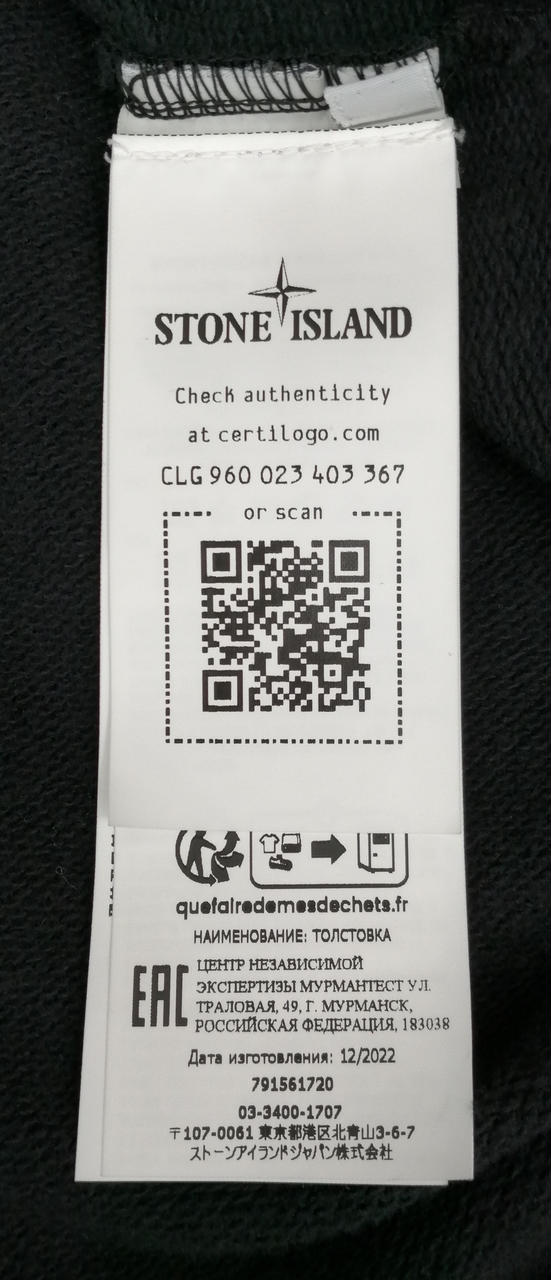 STONE ISLAND
Check authenticity
at certilogo.com
CLG 960 023 403 367
or scan
quefairedemesdechets.fr
НАИМЕНОВАНИЕ: ТОЛСТОВКА
EAC
ЦЕНТР НЕЗАВИСИМОЙ
ЭКСПЕРТИЗЫ МУРМАНТЕСТ УЛ.
ТРАЛОВАЯ, 49, Г. МУРМАНСК,
РОССИЙСКАЯ ФЕДЕРАЦИЯ, 183038
Дата изготовления: 12/2022
791561720
03-3400-1707
〒107-0061 東京都港区北青山3-6-7
ストーンアイランドジャパン株式会社